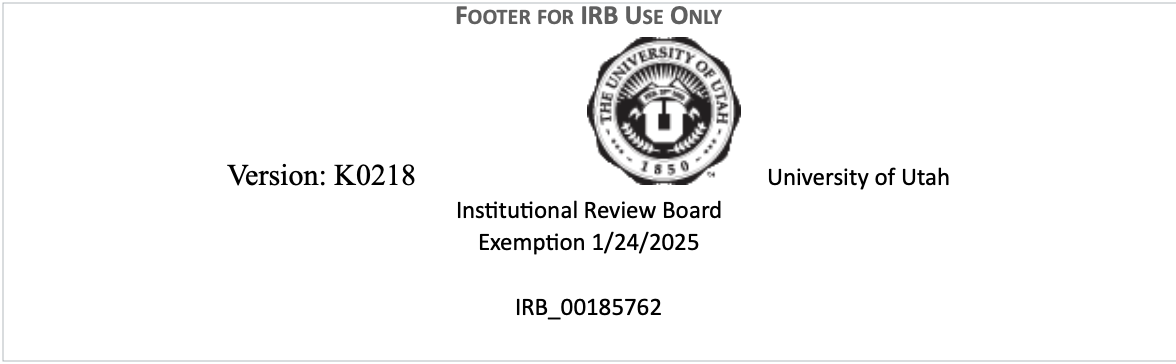 FOOTER FOR IRB USE ONLY
THE UNIVERSITY OF UTAH
1850
Version: K0218
University of Utah
Institutional Review Board
Exemption 1/24/2025
IRB_00185762